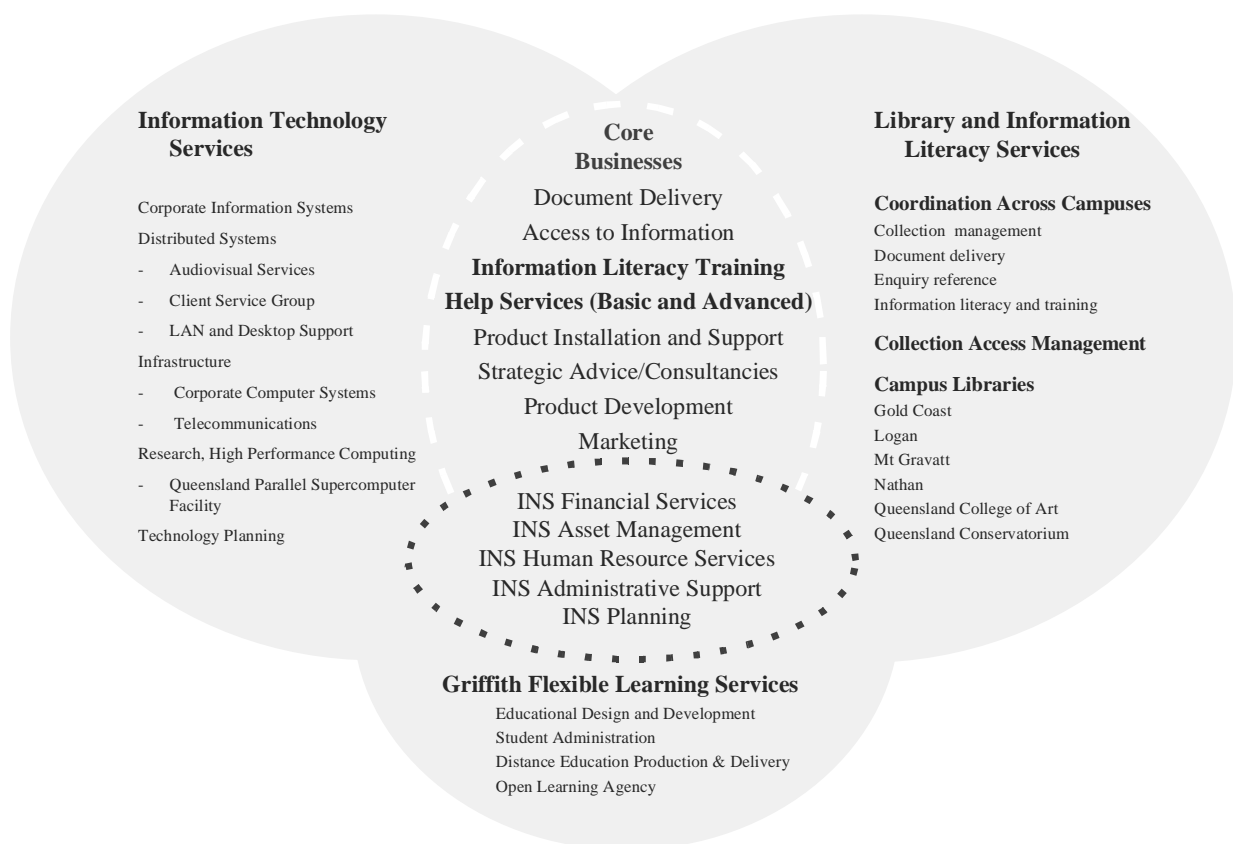 Information Technology
Services
Corporate Information Systems
Distributed Systems
- Audiovisual Services
- Client Service Group
- LAN and Desktop Support
Infrastructure
- Corporate Computer Systems
- Telecommunications
Research, High Performance Computing
- Queensland Parallel Supercomputer
Facility
Technology Planning
Core
Businesses
Document Delivery
Access to Information
Information Literacy Training
Help Services (Basic and Advanced)
Product Installation and Support
Strategic Advice/Consultancies
Product Development
Marketing
INS Financial Services
INS Asset Management
INS Human Resource Services
INS Administrative Support
INS Planning
Library and Information
Literacy Services
Coordination Across Campuses
Collection management
Document delivery
Enquiry reference
Information literacy and training
Collection Access Management
Campus Libraries
Gold Coast
Logan
Mt Gravatt
Nathan
Queensland College of Art
Queensland Conservatorium
Griffith Flexible Learning Services
Educational Design and Development
Student Administration
Distance Education Production & Delivery
Open Learning Agency